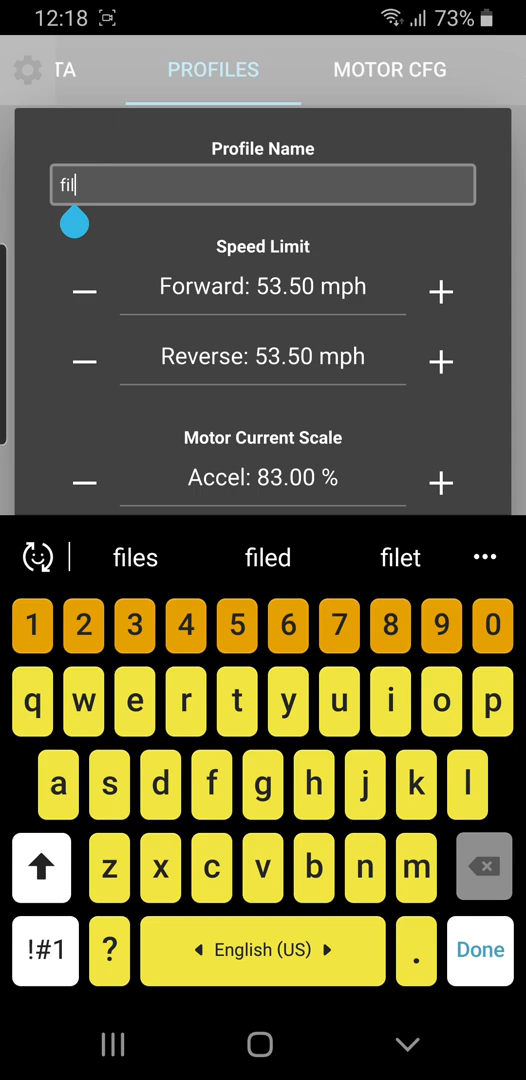 12:18 73%
TA PROFILES MOTOR CFG
Profile Name
fil
Speed Limit
Forward: 53.50 mph
Reverse: 53.50 mph
Motor Current Scale
Accel: 83.00 %
files filed filet
1 2 3 4 5 6 7 8 9 0
q w e r t y u i o p
a s d f g h j k l
z x c v b n m
!#1 ? English (US) . Done